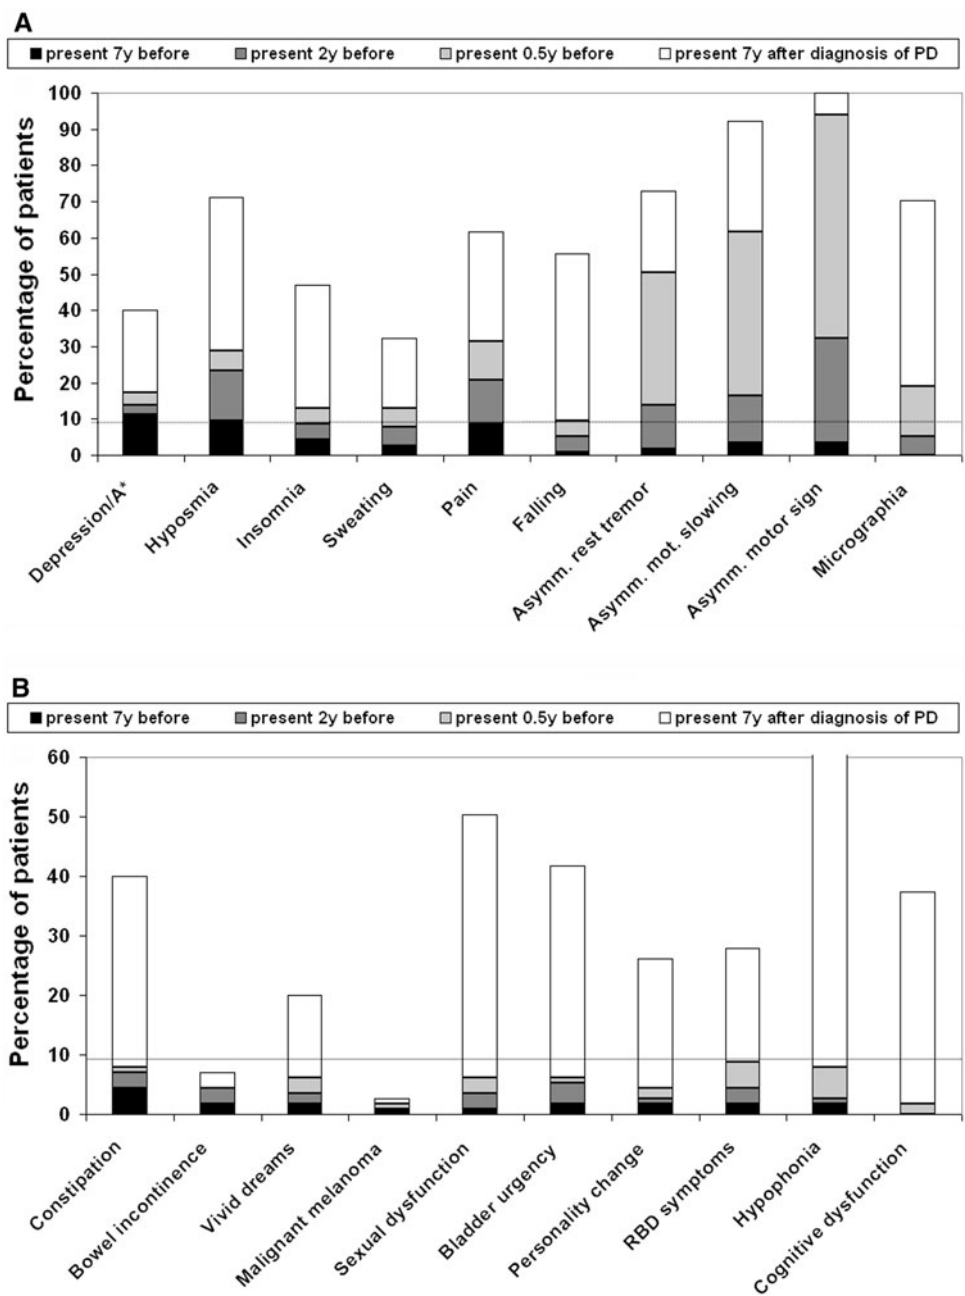 A
present 7y before present 2y before present 0.5y before present 7y after diagnosis of PD
Percentage of patients
100
90
80
70
60
50
40
30
20
10
0
Depression/A*
Hyposmia
Insomnia
Sweating
Pain
Falling
Asymm. rest tremor
Asymm. mot. slowing
Asymm. motor sign
Micrographia
B
present 7y before present 2y before present 0.5y before present 7y after diagnosis of PD
Percentage of patients
60
50
40
30
20
10
0
Constipation
Bowel incontinence
Vivid dreams
Malignant melanoma
Sexual dysfunction
Bladder urgency
Personality change
RBD symptoms
Hypophonia
Cognitive dysfunction